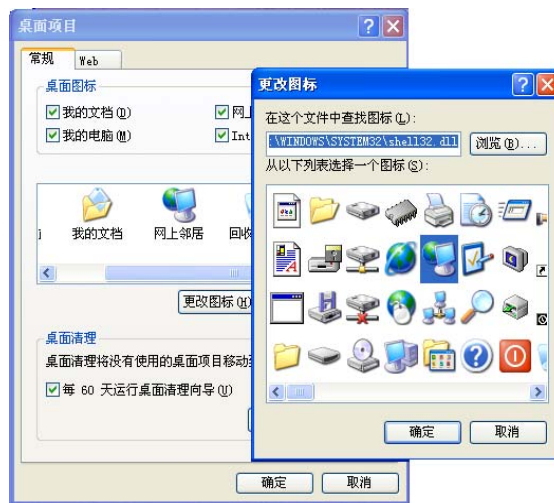 桌面项目
常规
Web
桌面图标
我的文档(D)
网上
我的电脑(M)
Int
我的文档
网上邻居
回收
更改图标(H)
桌面清理
桌面清理将没有使用的桌面项目移动
每 60 天运行桌面清理向导(U)
确定
取消
更改图标
在这个文件中查找图标(L):
:\WINDOWS\SYSTEM32\shell32.dll
浏览(B)...
从以下列表选择一个图标(S):
确定
取消